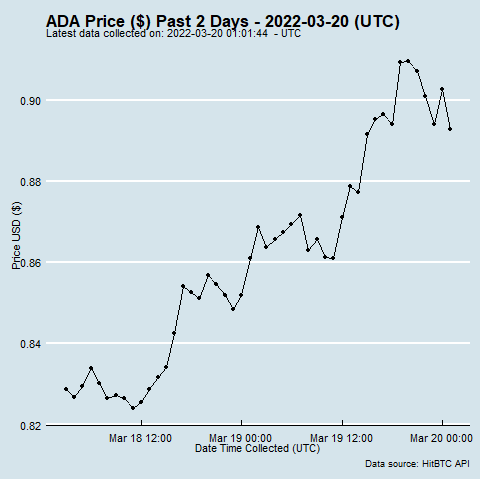 ADA Price ($) Past 2 Days - 2022-03-20 (UTC)
Latest data collected on: 2022-03-20 01:01:44  - UTC
0.90
0.88
0.86
0.84
0.82
Price USD ($)
Mar 18 12:00 Mar 19 00:00 Mar 19 12:00 Mar 20 00:00
Date Time Collected (UTC)
Data source: HitBTC API